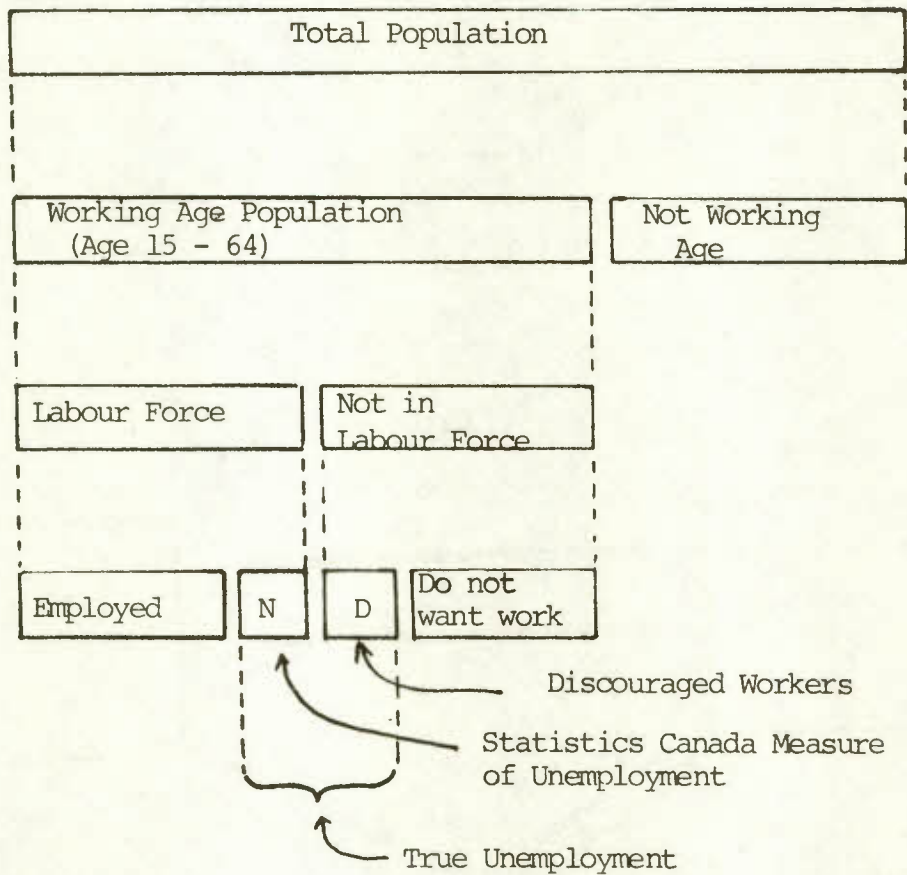 Total Population
Working Age Population
(Age 15 - 64)
Not Working
Age
Labour Force
Not in
Labour Force
Employed
N
D
Do not
want work
Discouraged Workers
Statistics Canada Measure
of Unemployment
True Unemployment